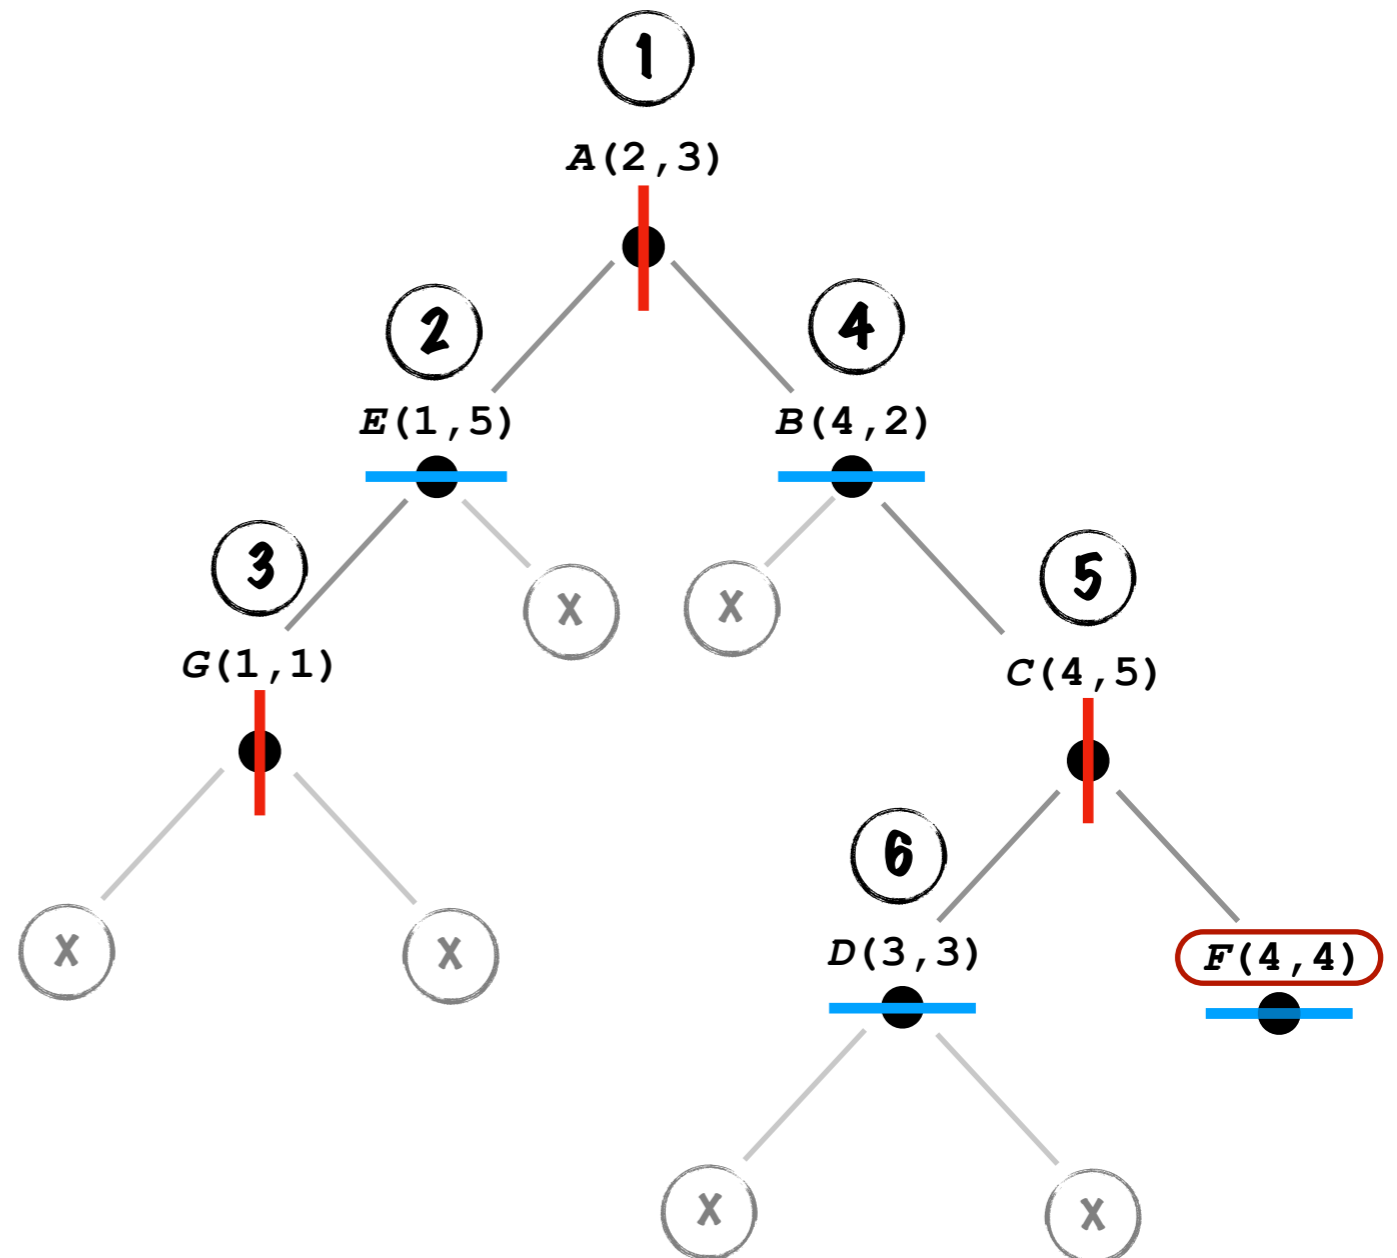 1
A(2,3)
2
4
E(1,5)
B(4,2)
3
5
X
X
G(1,1)
C(4,5)
6
X
X
D(3,3)
F(4,4)
X
X